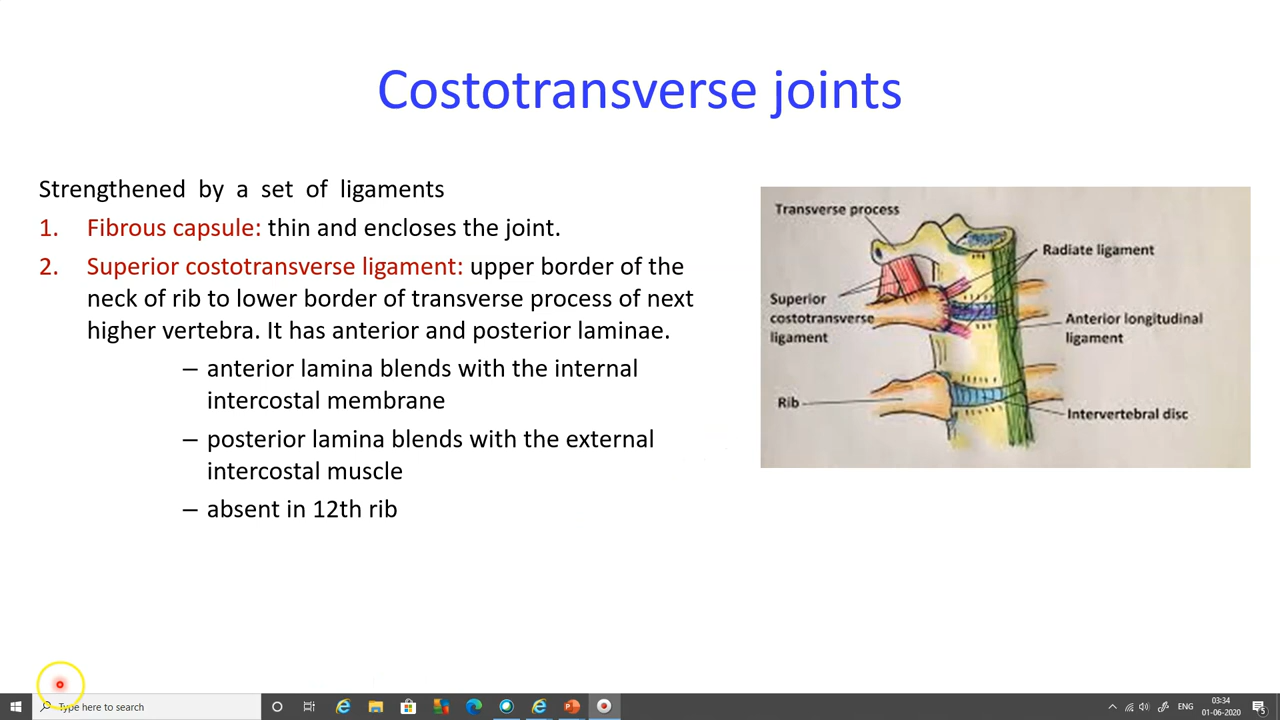 Costotransverse joints
Strengthened by a set of ligaments
1. Fibrous capsule: thin and encloses the joint.
2. Superior costotransverse ligament: upper border of the
neck of rib to lower border of transverse process of next
higher vertebra. It has anterior and posterior laminae.
– anterior lamina blends with the internal
intercostal membrane
– posterior lamina blends with the external
intercostal muscle
– absent in 12th rib
Transverse process
Radiate ligament
Superior
costotransverse
ligament
Anterior longitudinal
ligament
Rib
Intervertebral disc
Type here to search
ENG
03:34
01-06-2020
5